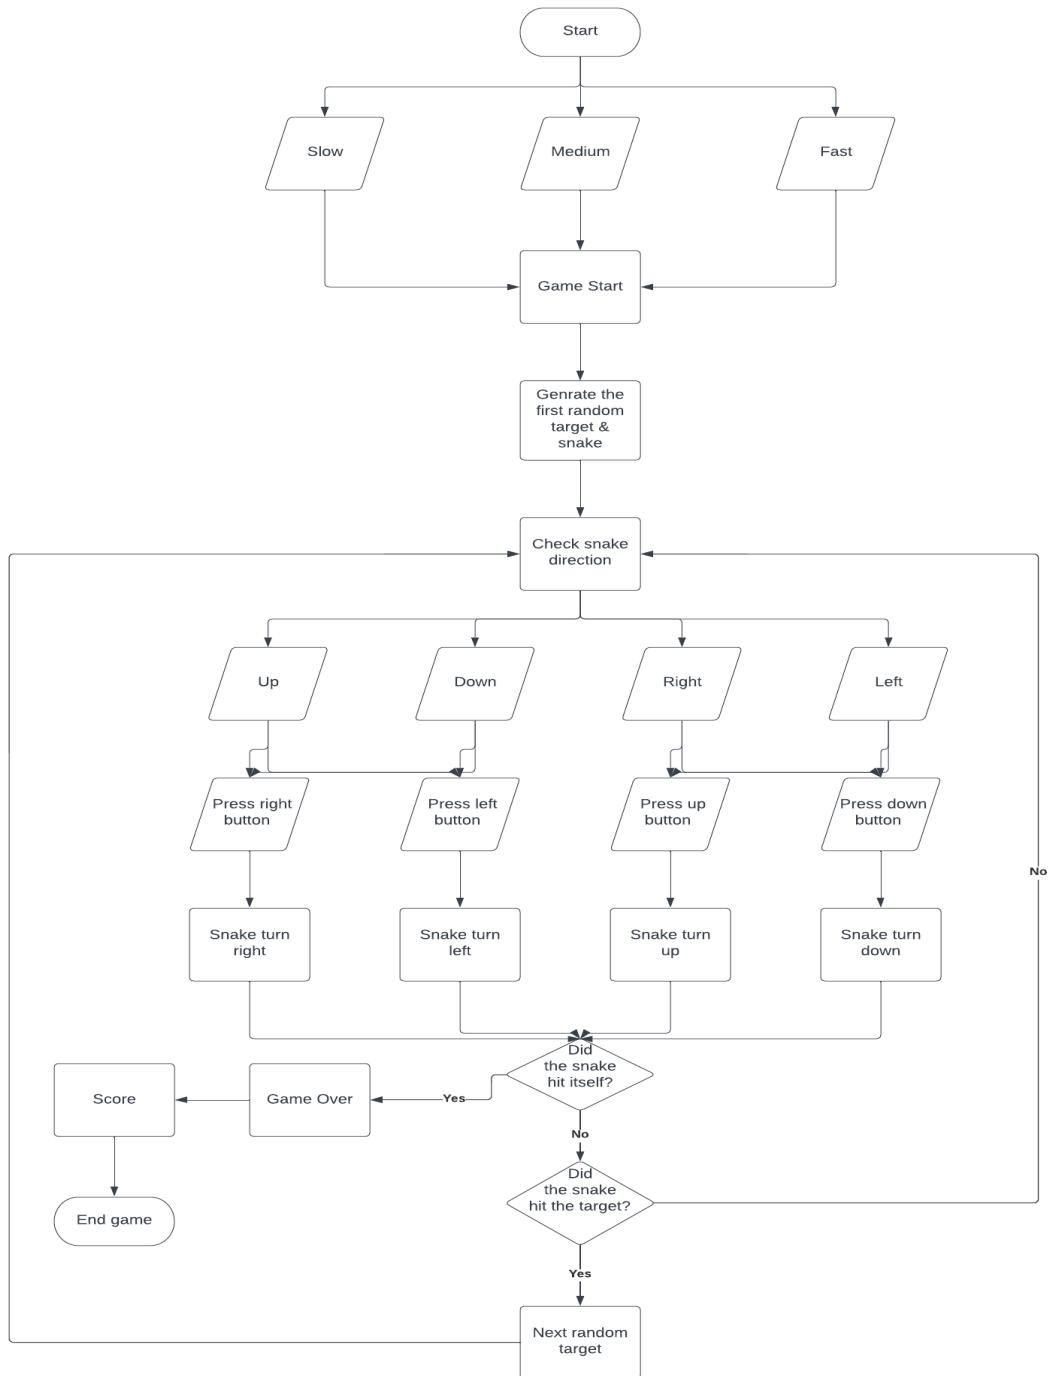 Start
Slow
Medium
Fast
Game Start
Genrate the
first random
target &
snake
Check snake
direction
Up
Down
Right
Left
Press right
button
Press left
button
Press up
button
Press down
button
No
Snake turn
right
Snake turn
left
Snake turn
up
Snake turn
down
Did
the snake
hit itself?
Yes
Game Over
Score
End game
No
Did
the snake
hit the target?
Yes
Next random
target